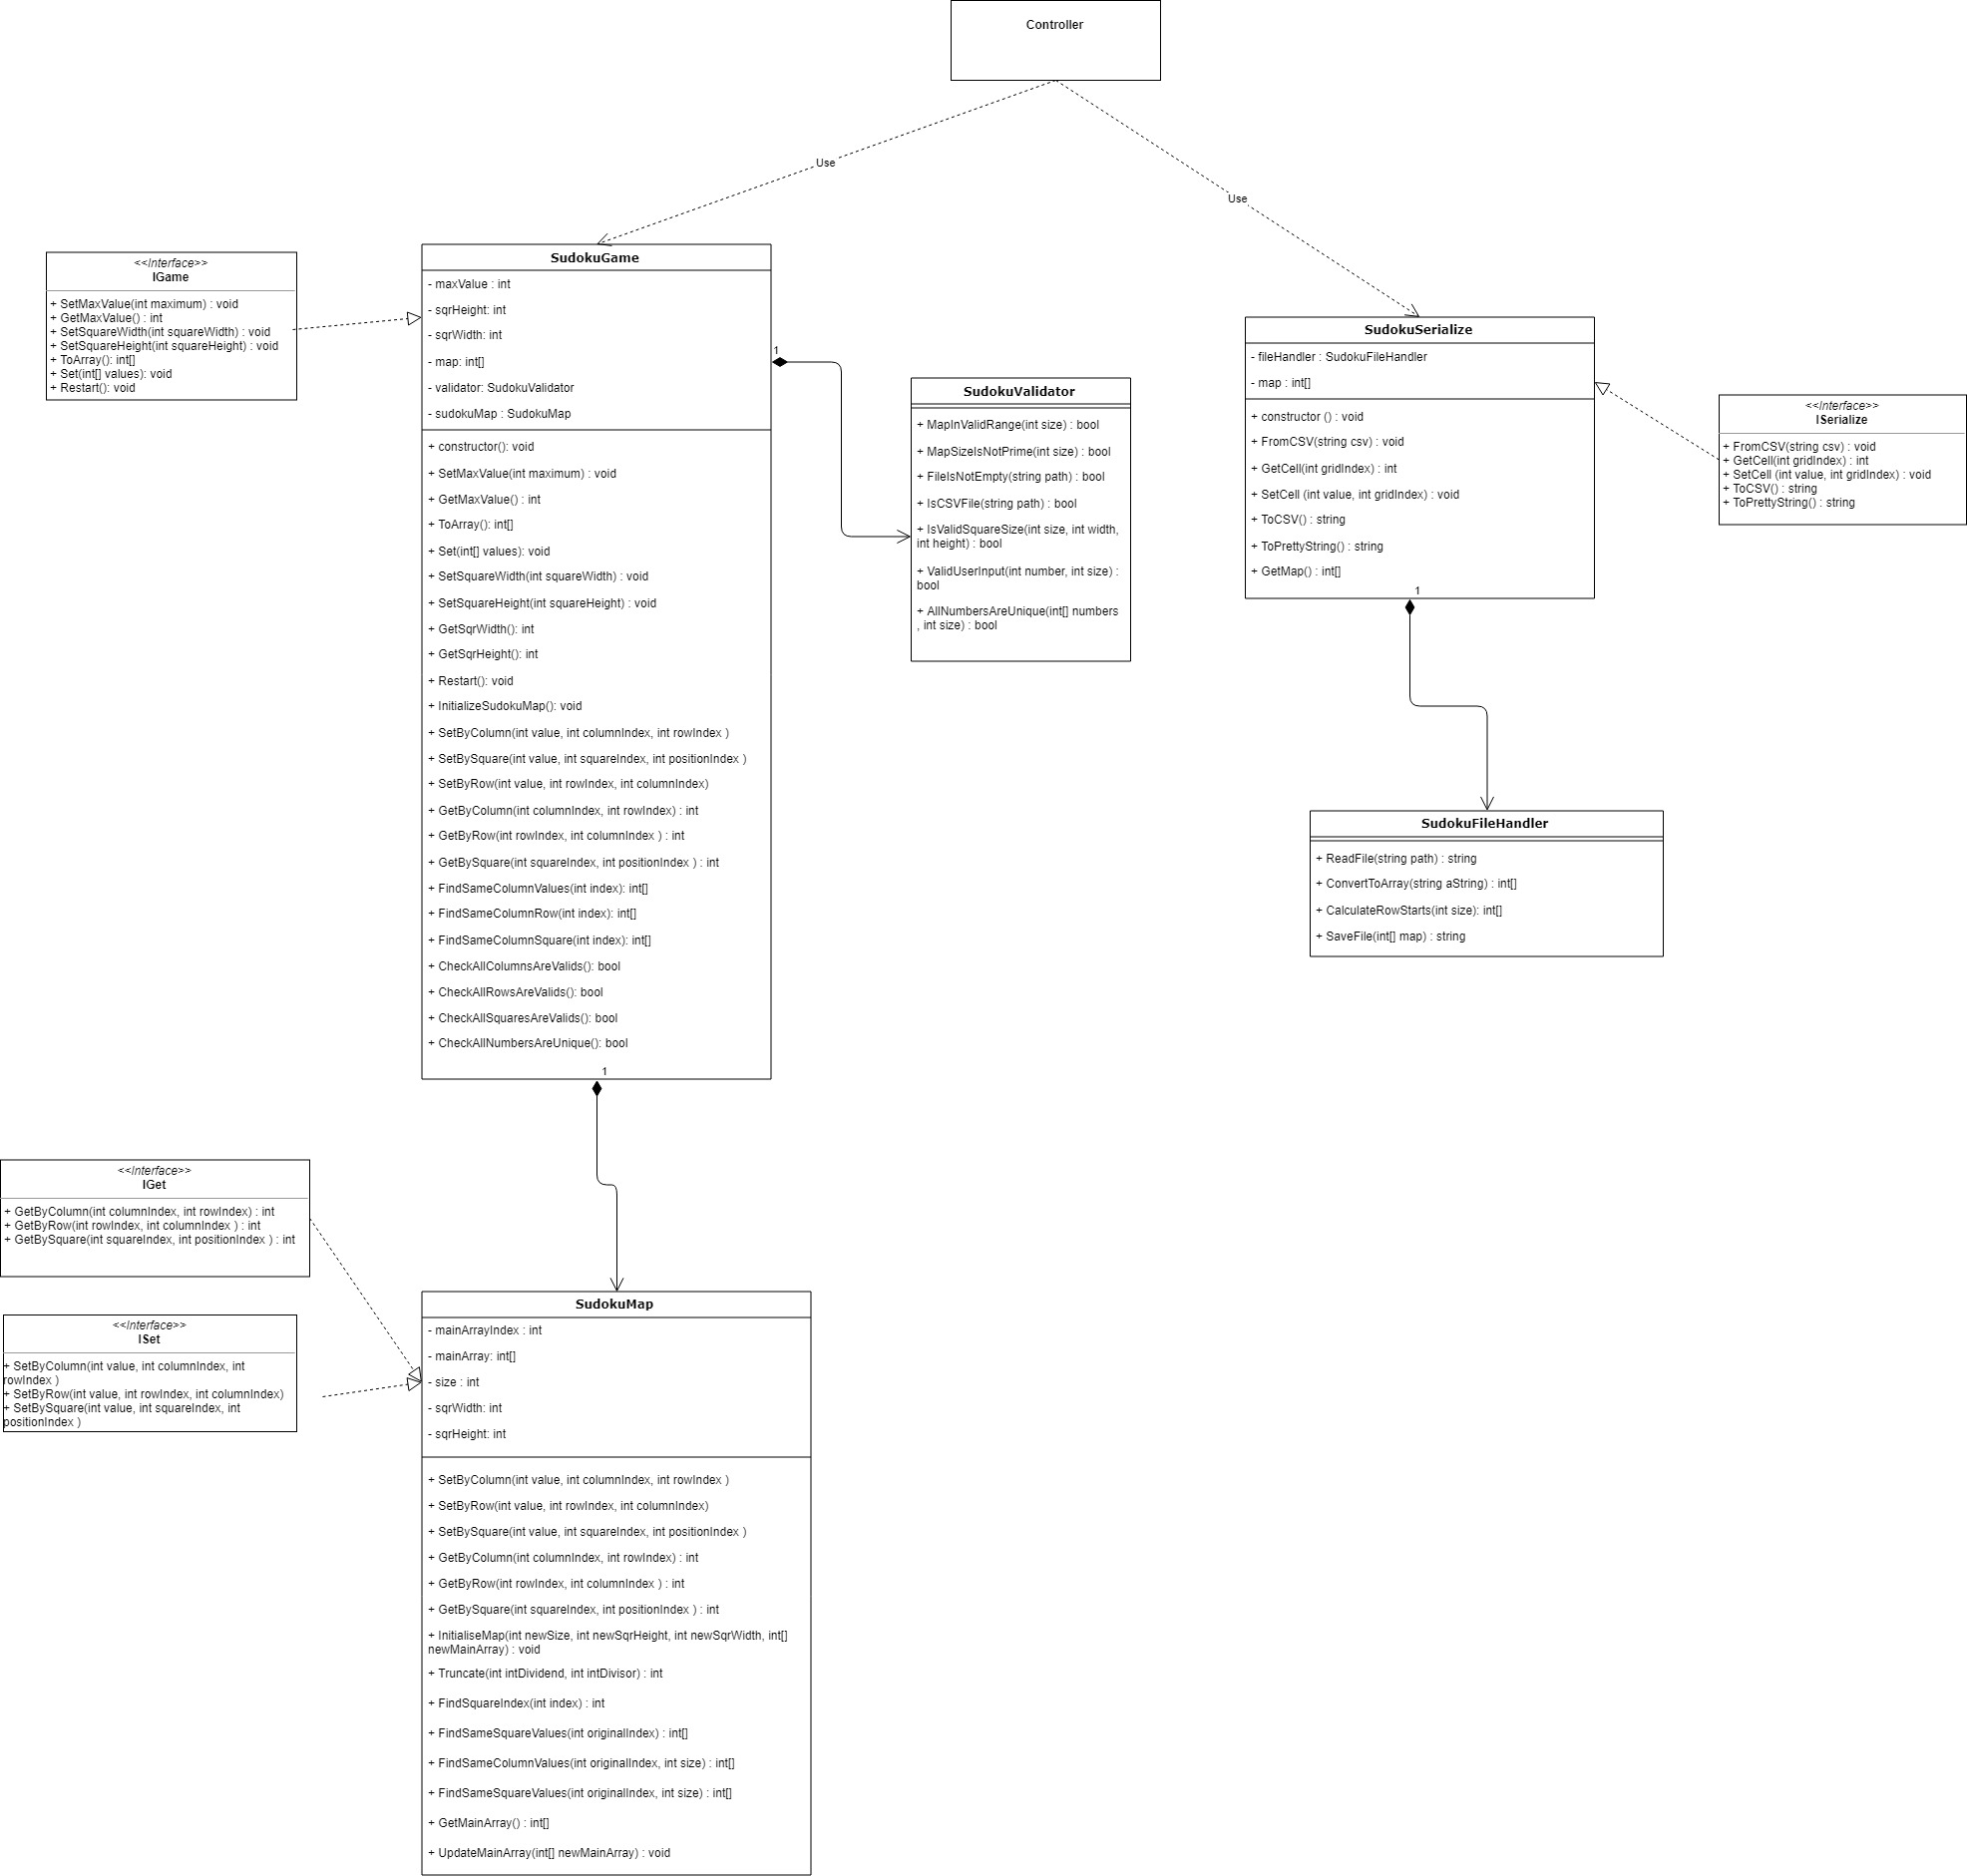 Controller
Use
Use
<<Interface>>
IGame
+ SetMaxValue(int maximum) : void
+ GetMaxValue() : int
+ SetSquareWidth(int squareWidth) : void
+ SetSquareHeight(int squareHeight) : void
+ ToArray(): int[]
+ Set(int[] values): void
+ Restart(): void
SudokuGame
- maxValue : int
- sqrHeight: int
- sqrWidth: int
- map: int[]
- validator: SudokuValidator
- sudokuMap : SudokuMap
+ constructor(): void
+ SetMaxValue(int maximum) : void
+ GetMaxValue() : int
+ ToArray(): int[]
+ Set(int[] values): void
+ SetSquareWidth(int squareWidth) : void
+ SetSquareHeight(int squareHeight) : void
+ GetSqrWidth(): int
+ GetSqrHeight(): int
+ Restart(): void
+ InitializeSudokuMap(): void
+ SetByColumn(int value, int columnIndex, int rowIndex )
+ SetBySquare(int value, int squareIndex, int positionIndex )
+ SetByRow(int value, int rowIndex, int columnIndex)
+ GetByColumn(int columnIndex, int rowIndex) : int
+ GetByRow(int rowIndex, int columnIndex ) : int
+ GetBySquare(int squareIndex, int positionIndex ) : int
+ FindSameColumnValues(int index): int[]
+ FindSameColumnRow(int index): int[]
+ FindSameColumnSquare(int index): int[]
+ CheckAllColumnsAreValids(): bool
+ CheckAllRowsAreValids(): bool
+ CheckAllSquaresAreValids(): bool
+ CheckAllNumbersAreUnique(): bool
1
1
SudokuValidator
+ MapInValidRange(int size) : bool
+ MapSizeIsNotPrime(int size) : bool
+ FileIsNotEmpty(string path) : bool
+ IsCSVFile(string path) : bool
+ IsValidSquareSize(int size, int width,
int height) : bool
+ ValidUserInput(int number, int size) :
bool
+ AllNumbersAreUnique(int[] numbers
, int size) : bool
SudokuSerialize
- fileHandler : SudokuFileHandler
- map : int[]
+ constructor () : void
+ FromCSV(string csv) : void
+ GetCell(int gridIndex) : int
+ SetCell (int value, int gridIndex) : void
+ ToCSV() : string
+ ToPrettyString() : string
+ GetMap() : int[]
1
<<Interface>>
ISerialize
+ FromCSV(string csv) : void
+ GetCell(int gridIndex) : int
+ SetCell (int value, int gridIndex) : void
+ ToCSV() : string
+ ToPrettyString() : string
SudokuFileHandler
+ ReadFile(string path) : string
+ ConvertToArray(string aString) : int[]
+ CalculateRowStarts(int size): int[]
+ SaveFile(int[] map) : string
<<Interface>>
IGet
+ GetByColumn(int columnIndex, int rowIndex) : int
+ GetByRow(int rowIndex, int columnIndex ) : int
+ GetBySquare(int squareIndex, int positionIndex ) : int
<<Interface>>
ISet
+ SetByColumn(int value, int columnIndex, int
rowIndex )
+ SetByRow(int value, int rowIndex, int columnIndex)
+ SetBySquare(int value, int squareIndex, int
positionIndex )
SudokuMap
- mainArrayIndex : int
- mainArray: int[]
- size : int
- sqrWidth: int
- sqrHeight: int
+ SetByColumn(int value, int columnIndex, int rowIndex )
+ SetByRow(int value, int rowIndex, int columnIndex)
+ SetBySquare(int value, int squareIndex, int positionIndex )
+ GetByColumn(int columnIndex, int rowIndex) : int
+ GetByRow(int rowIndex, int columnIndex ) : int
+ GetBySquare(int squareIndex, int positionIndex ) : int
+ InitialiseMap(int newSize, int newSqrHeight, int newSqrWidth, int[]
newMainArray) : void
+ Truncate(int intDividend, int intDivisor) : int
+ FindSquareIndex(int index) : int
+ FindSameSquareValues(int originalIndex) : int[]
+ FindSameColumnValues(int originalIndex, int size) : int[]
+ FindSameSquareValues(int originalIndex, int size) : int[]
+ GetMainArray() : int[]
+ UpdateMainArray(int[] newMainArray) : void